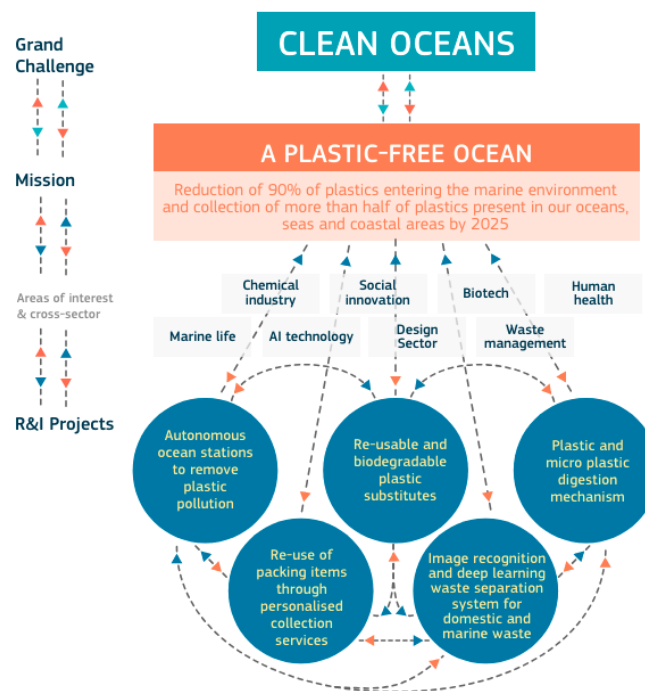 Grand
Challenge
CLEAN OCEANS
Mission
A PLASTIC-FREE OCEAN
Reduction of 90% of plastics entering the marine environment
and collection of more than half of plastics present in our oceans,
seas and coastal areas by 2025
Areas of interest
& cross-sector
Chemical
industry
Social
innovation
Biotech
Human
health
Marine life
AI technology
Design
Sector
Waste
management
R&I Projects
Autonomous
ocean stations
to remove
plastic
pollution
Re-usable and
biodegradable
plastic
substitutes
Plastic and
micro plastic
digestion
mechanism
Re-use of
packing items
through
personalised
collection
services
Image recognition
and deep learning
waste separation
system for
domestic and
marine waste